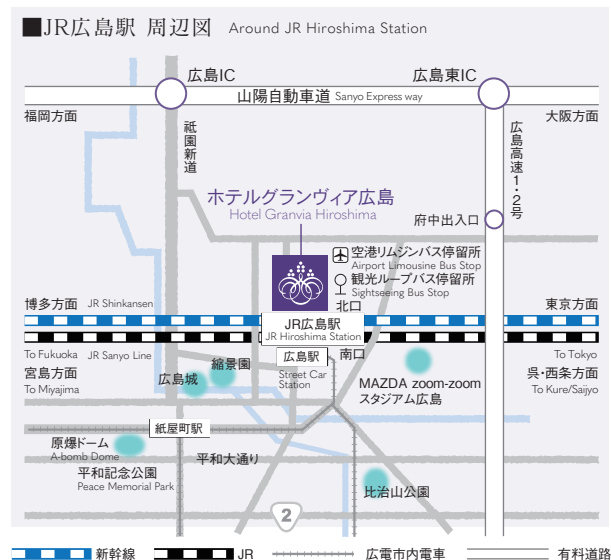 ■JR広島駅 周辺図 Around JR Hiroshima Station
広島IC
広島東IC
山陽自動車道 Sanyo Express way
福岡方面
大阪方面
祇園新道
広島高速1・2号
ホテルグランヴィア広島
Hotel Granvia Hiroshima
府中出入口
空港リムジンバス停留所
Airport Limousine Bus Stop
観光ループバス停留所
Sightseeing Bus Stop
北口
博多方面 JR Shinkansen
東京方面
JR広島駅
JR Hiroshima Station
To Fukuoka JR Sanyo Line
To Tokyo
広島駅
南口
Street Car
Station
宮島方面
To Miyajima
縮景園
広島城
MAZDA zoom-zoom
スタジアム広島
呉・西条方面
To Kure/Saijyo
紙屋町駅
原爆ドーム
A-bomb Dome
平和大通り
平和記念公園
Peace Memorial Park
比治山公園
2
新幹線 JR 広電市内電車 有料道路